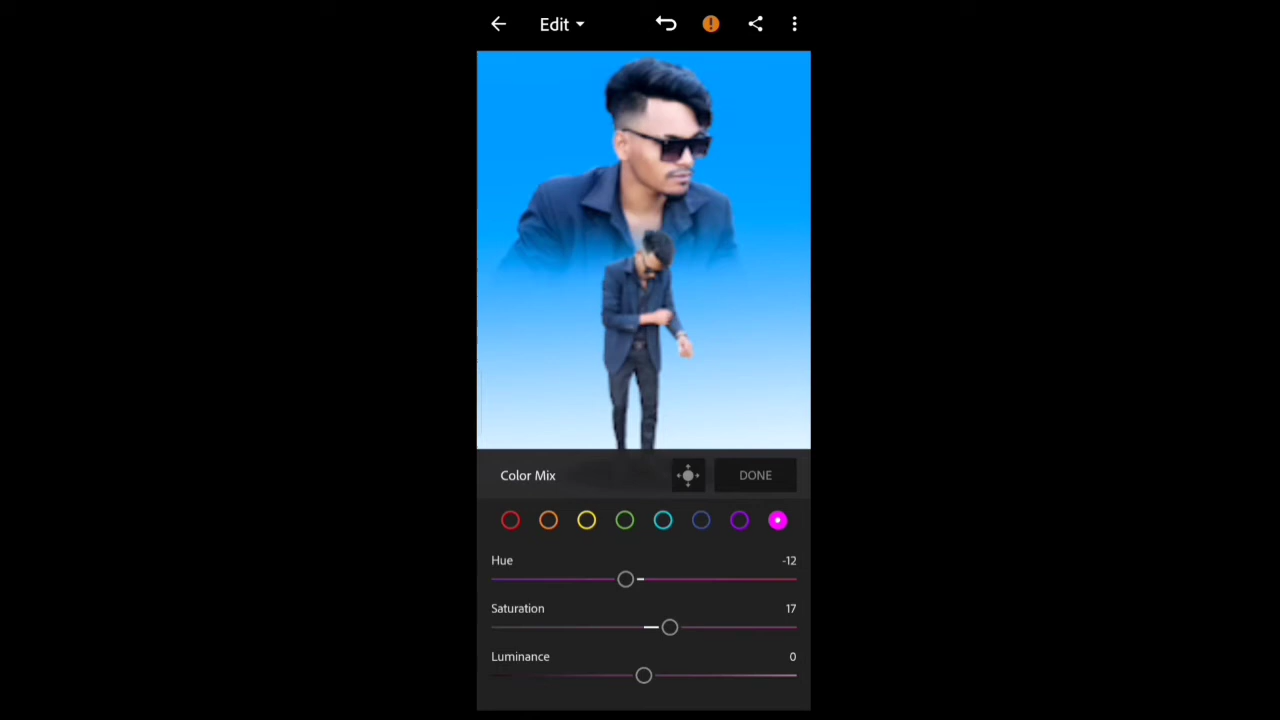 Edit
Color Mix
DONE
Hue
-12
Saturation
17
Luminance
0